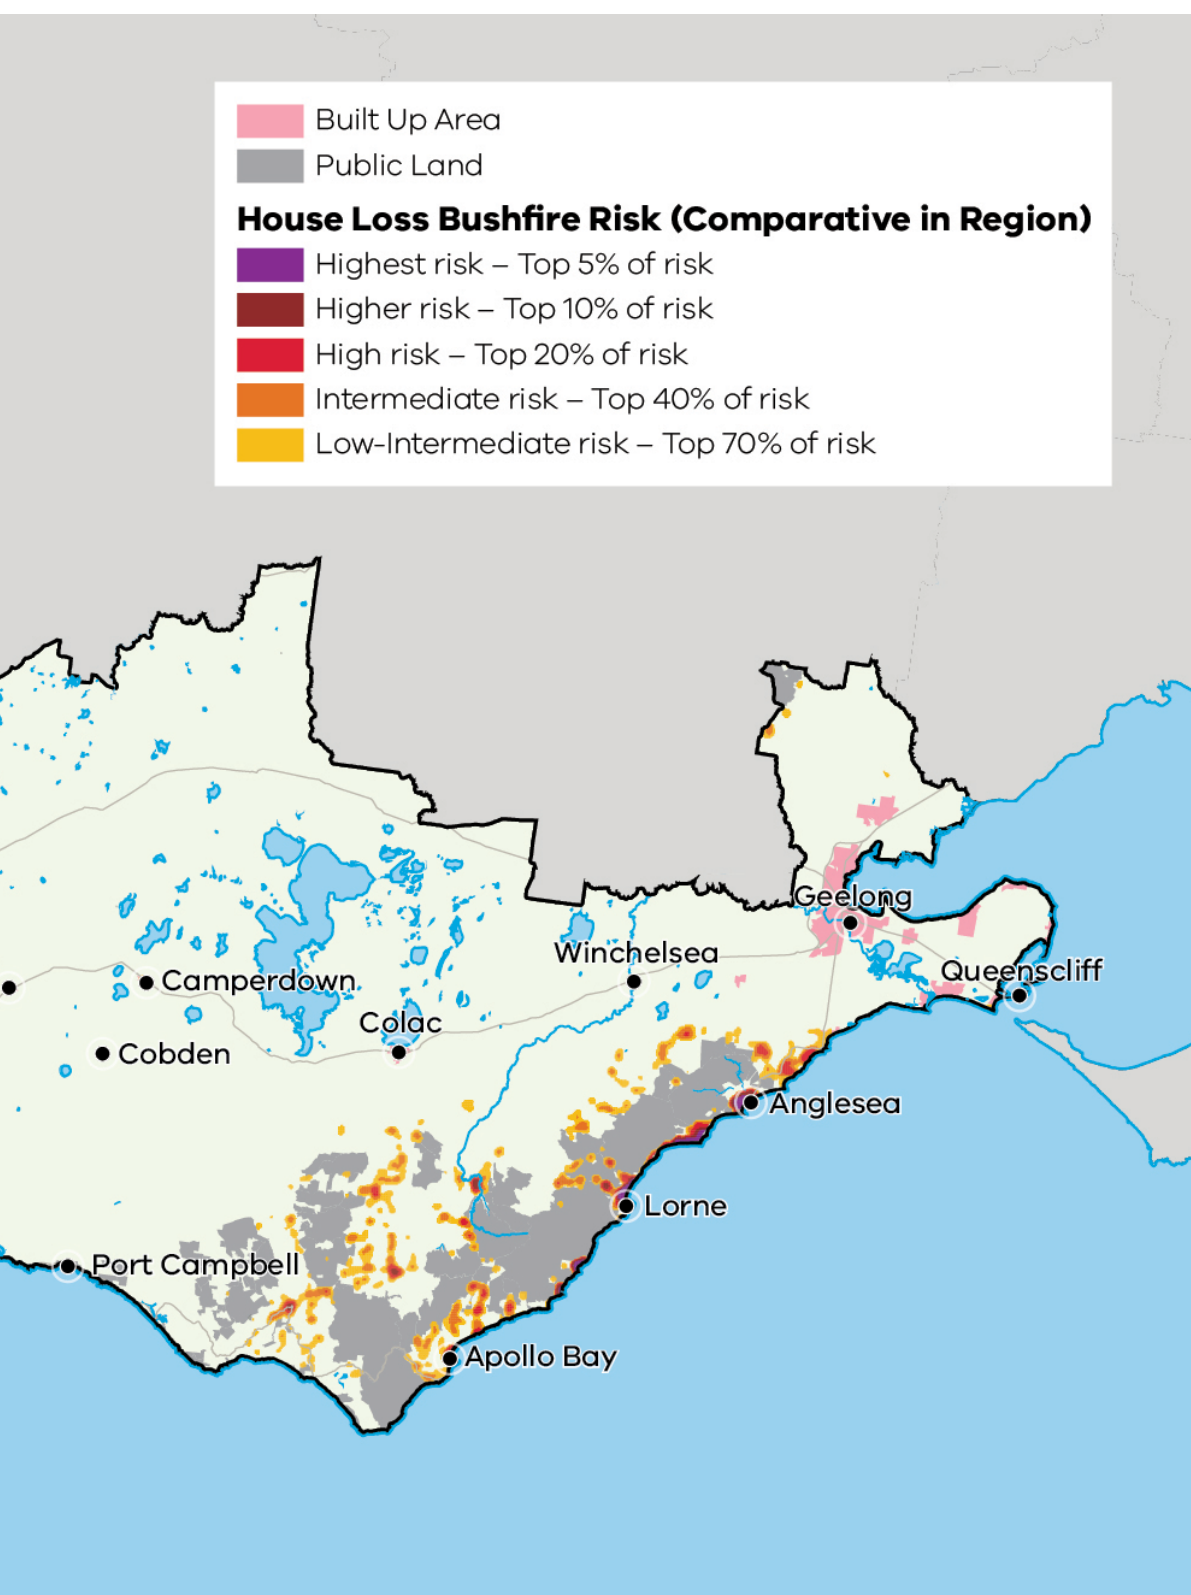 Built Up Area
Public Land
House Loss Bushfire Risk (Comparative in Region)
Highest risk – Top 5% of risk
Higher risk – Top 10% of risk
High risk – Top 20% of risk
Intermediate risk – Top 40% of risk
Low-Intermediate risk – Top 70% of risk
Geelong
Winchelsea
Queenscliff
Camperdown
Colac
Cobden
Anglesea
Lorne
Port Campbell
Apollo Bay